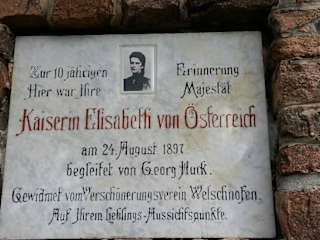 Zur 10 jährigen Erinnerung
Hier war Ihre Majestät
Kaiserin Elisabeth von Österreich
am 24. August 1897
begleitet von Georg Huck.
Gewidmet vom Verschönerungsverein Welschnofen.
Auf Ihrem Lieblings-Aussichtspunkte.